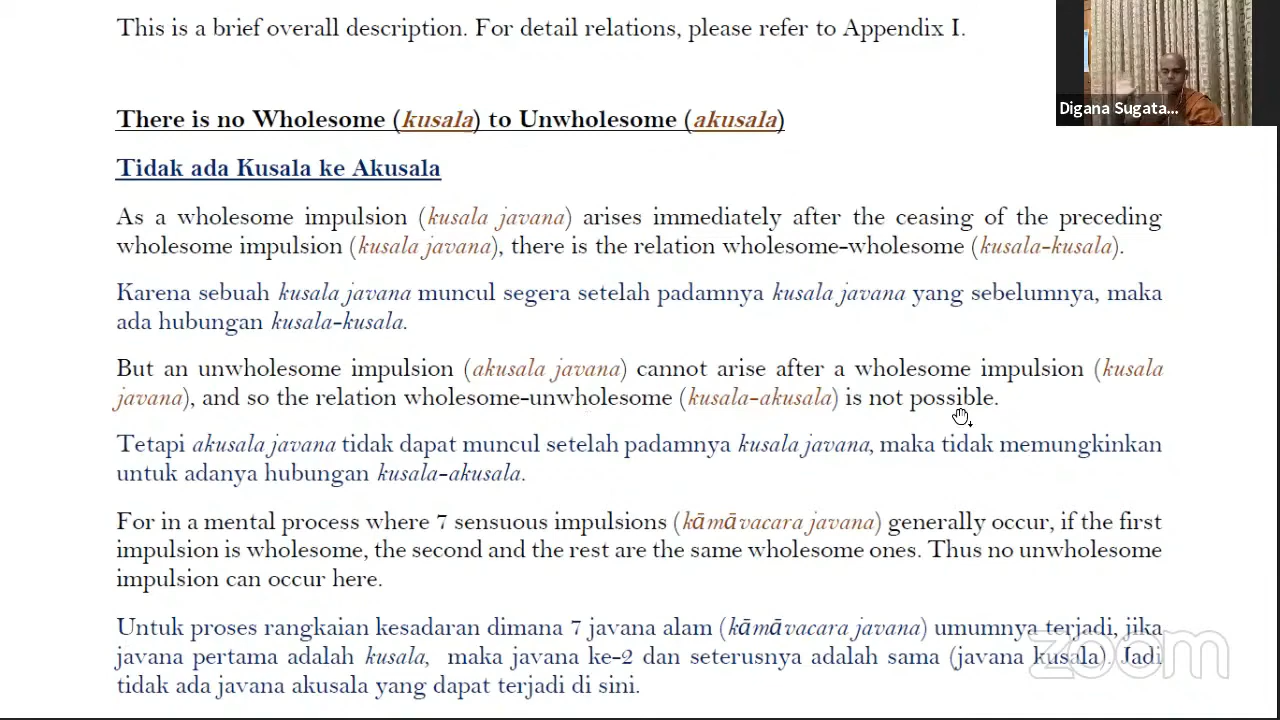 This is a brief overall description. For detail relations, please refer to Appendix I.
Digana Sugata...
There is no Wholesome (kusala) to Unwholesome (akusala)
Tidak ada Kusala ke Akusala
As a wholesome impulsion (kusala javana) arises immediately after the ceasing of the preceding
wholesome impulsion (kusala javana), there is the relation wholesome-wholesome (kusala-kusala).
Karena sebuah kusala javana muncul segera setelah padamnya kusala javana yang sebelumnya, maka
ada hubungan kusala-kusala.
But an unwholesome impulsion (akusala javana) cannot arise after a wholesome impulsion (kusala
javana), and so the relation wholesome-unwholesome (kusala-akusala) is not possible.
Tetapi akusala javana tidak dapat muncul setelah padamnya kusala javana, maka tidak memungkinkan
untuk adanya hubungan kusala-akusala.
For in a mental process where 7 sensuous impulsions (kāmāvacara javana) generally occur, if the first
impulsion is wholesome, the second and the rest are the same wholesome ones. Thus no unwholesome
impulsion can occur here.
Untuk proses rangkaian kesadaran dimana 7 javana alam (kāmāvacara javana) umumnya terjadi, jika
javana pertama adalah kusala, maka javana ke-2 dan seterusnya adalah sama (javana kusala). Jadi
tidak ada javana akusala yang dapat terjadi di sini.
zoom